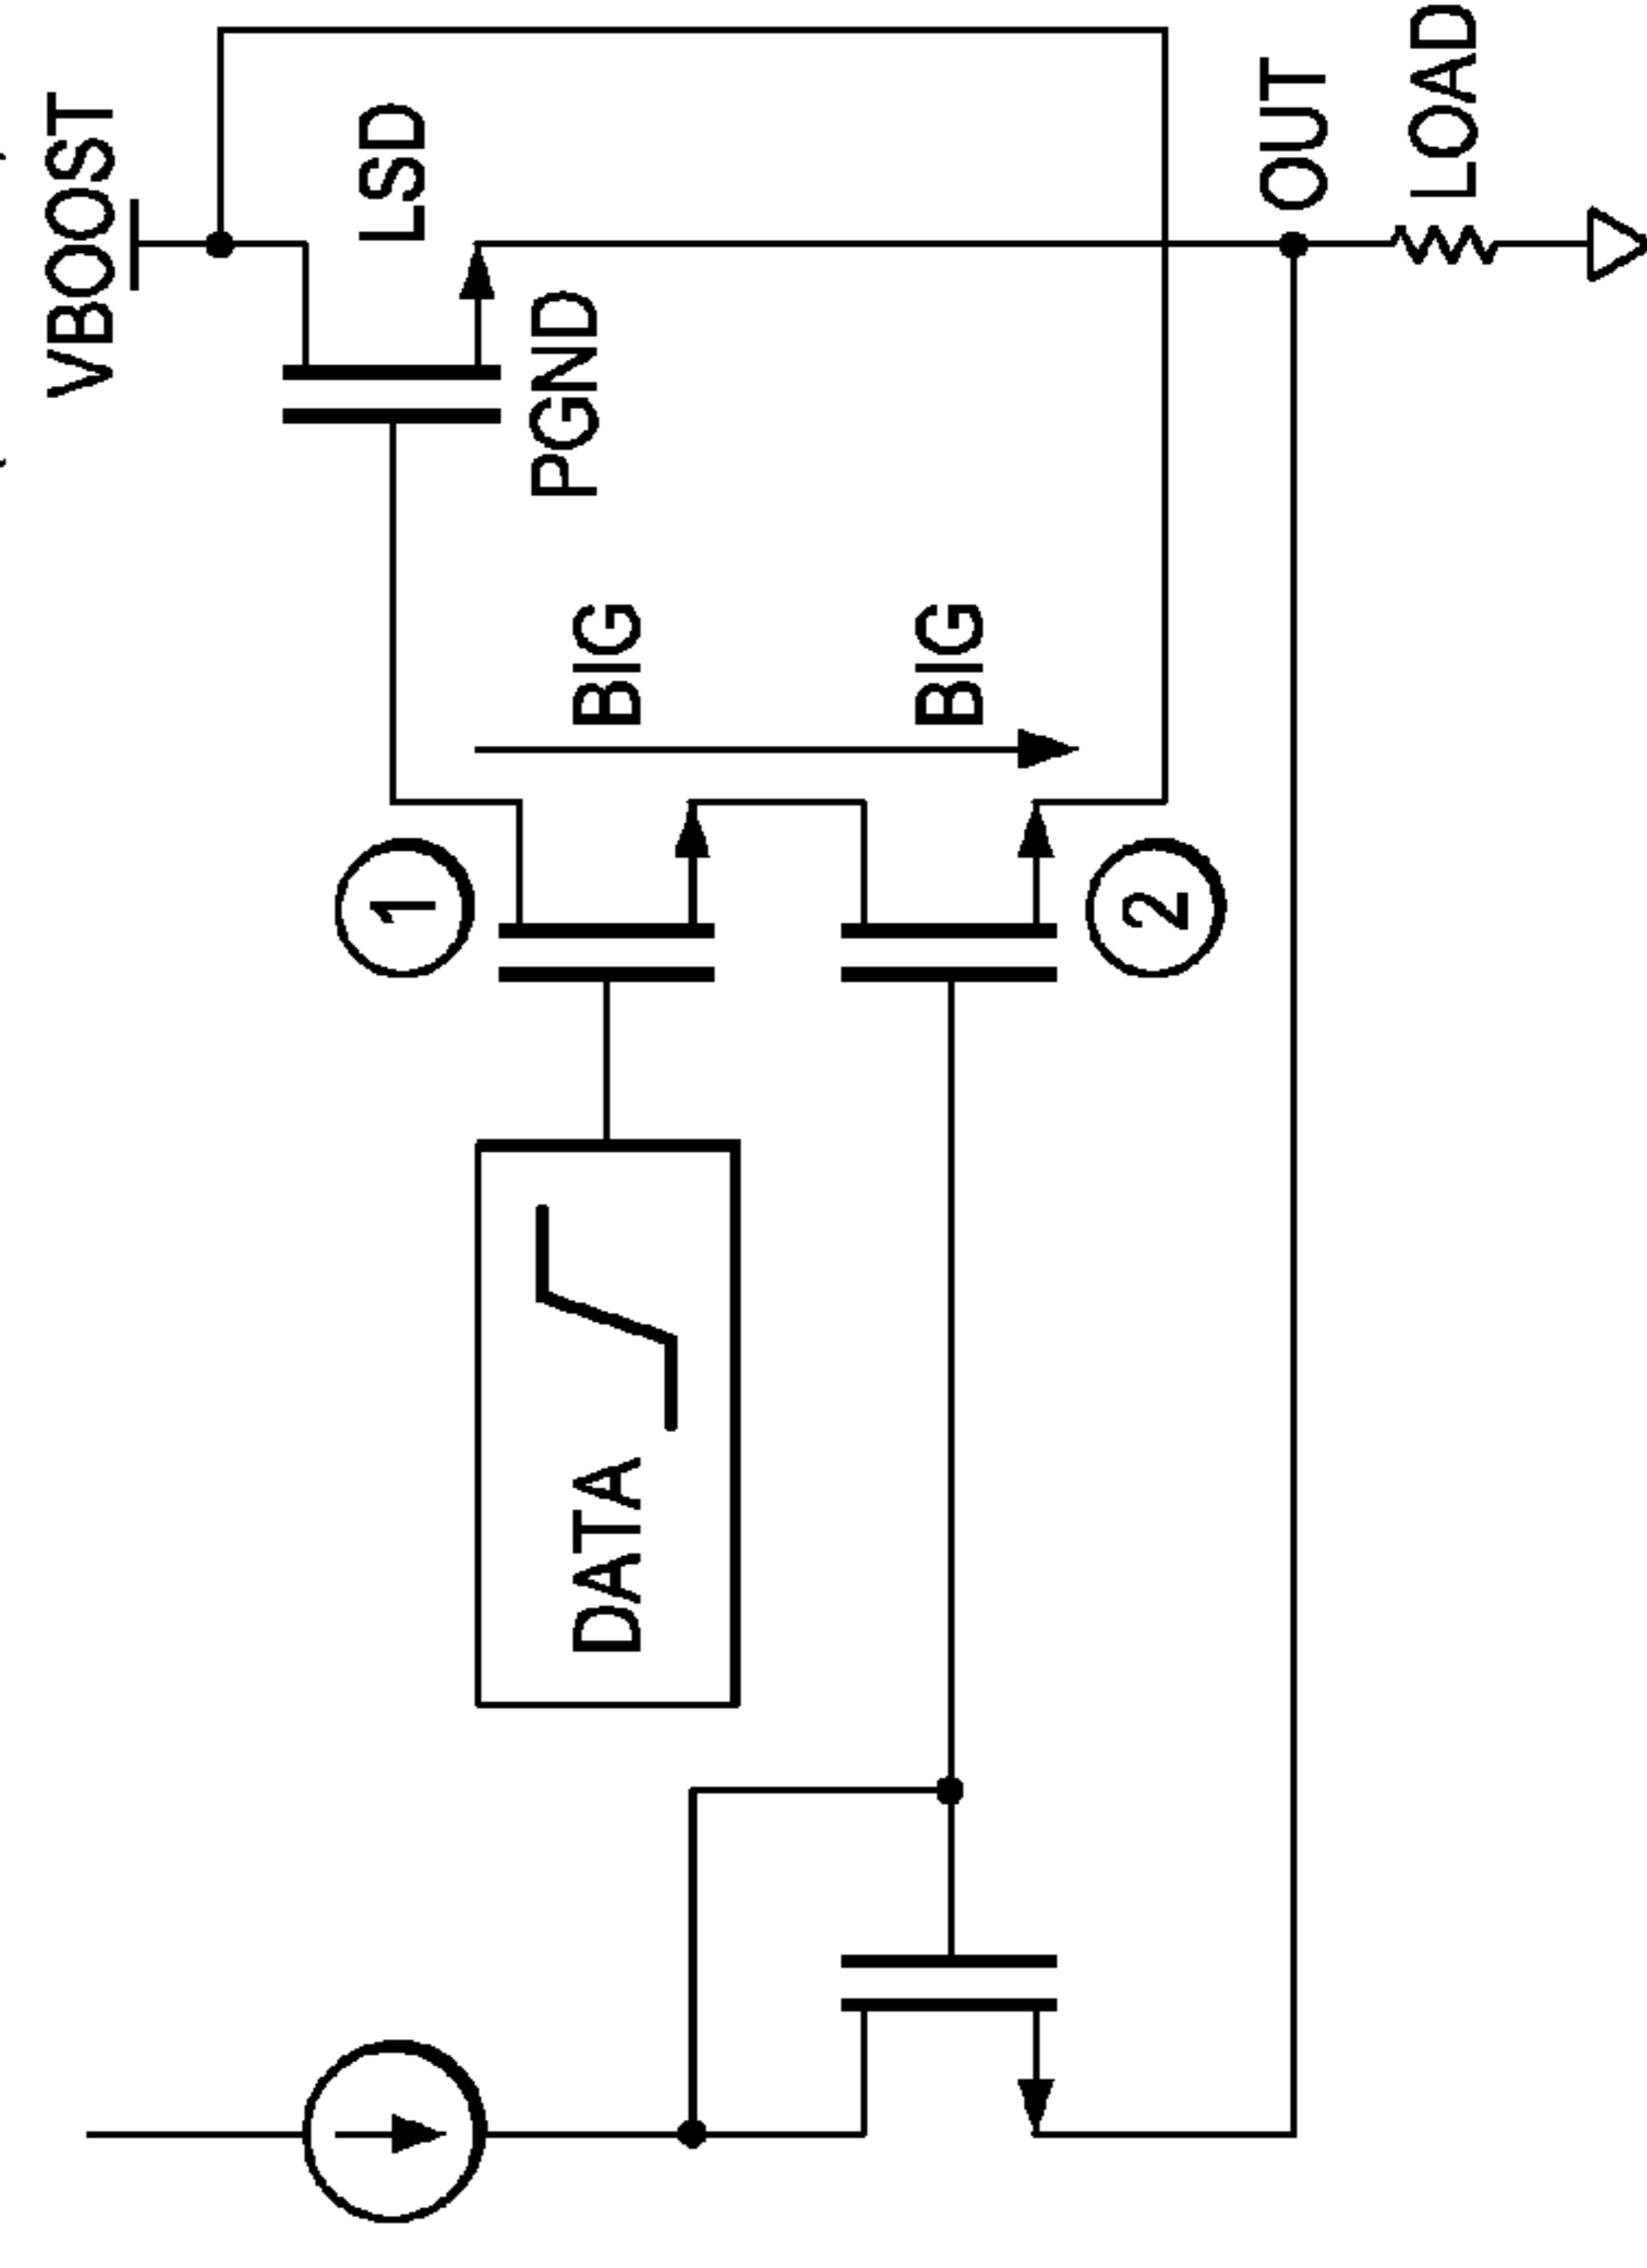 VBOOST
LSD
PGND
1
BIG
DATA
BIG
2
OUT
LOAD